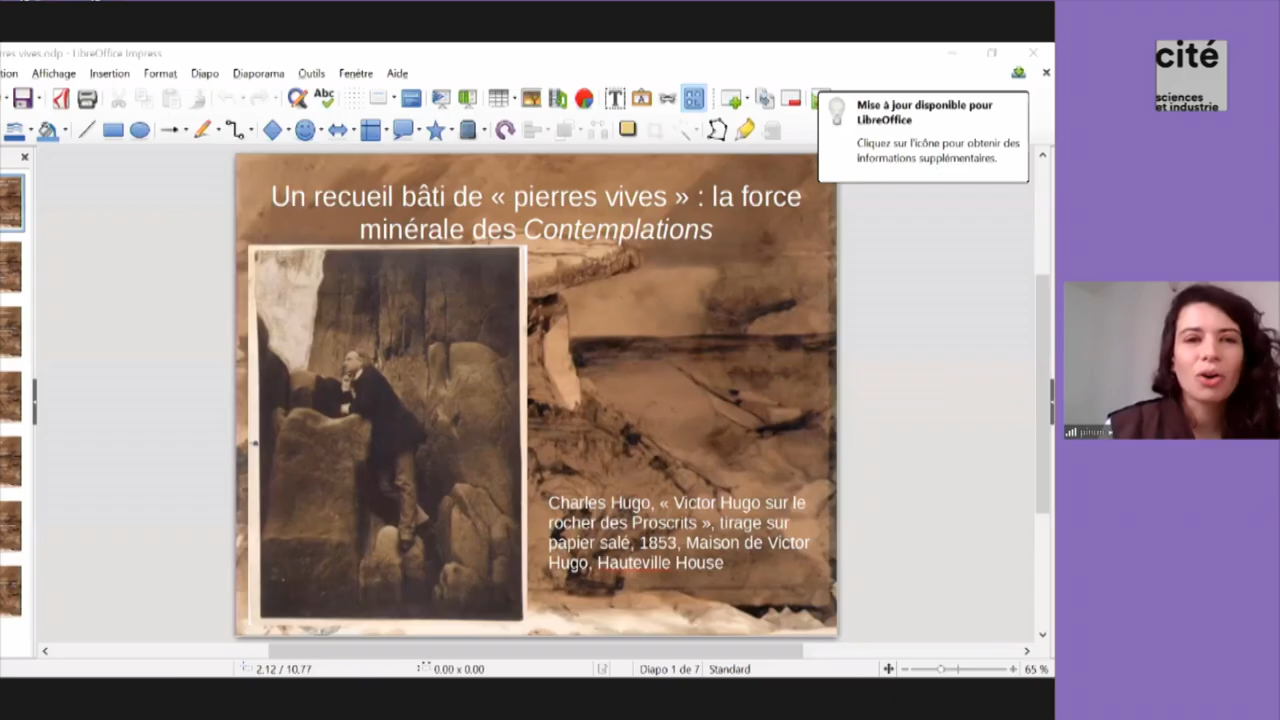 res vives.odp - LibreOffice Impress
tion Affichage Insertion Format Diapo Diaporama Outils Fenêtre Aide
Abc
Mise à jour disponible pour
LibreOffice
Cliquez sur l'icône pour obtenir des
informations supplémentaires.
Un recueil bâti de « pierres vives » : la force
minérale des Contemplations
Charles Hugo, « Victor Hugo sur le
rocher des Proscrits », tirage sur
papier salé, 1853, Maison de Victor
Hugo, Hauteville House
2.12 / 10.77 0.00 x 0.00 Diapo 1 de 7 Standard 65 %
cité
sciences
et industrie